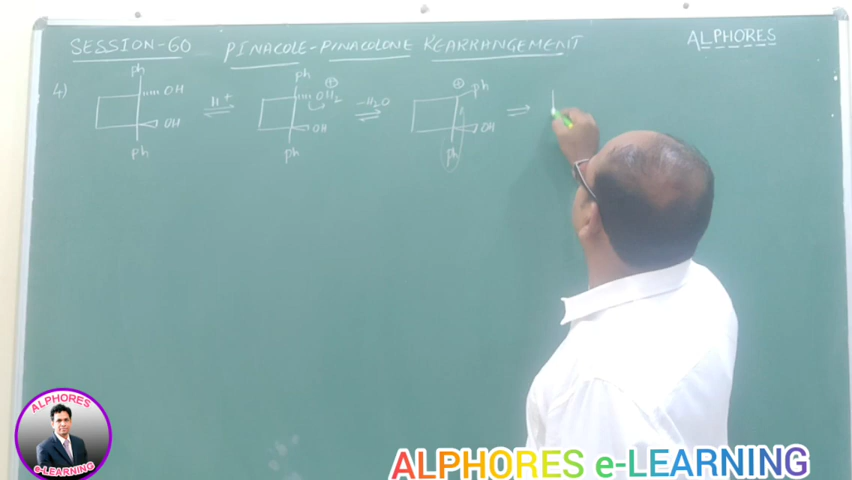 SESSION-60 PINACOLE-PINACOLONE REARRANGEMENT
ALPHORES
4)
Ph
OH
OH
Ph
H+
Ph
⊕
OH2
OH
Ph
-H2O
⊕
Ph
OH
Ph
ALPHORES
e-LEARNING
ALPHORES e-LEARNING